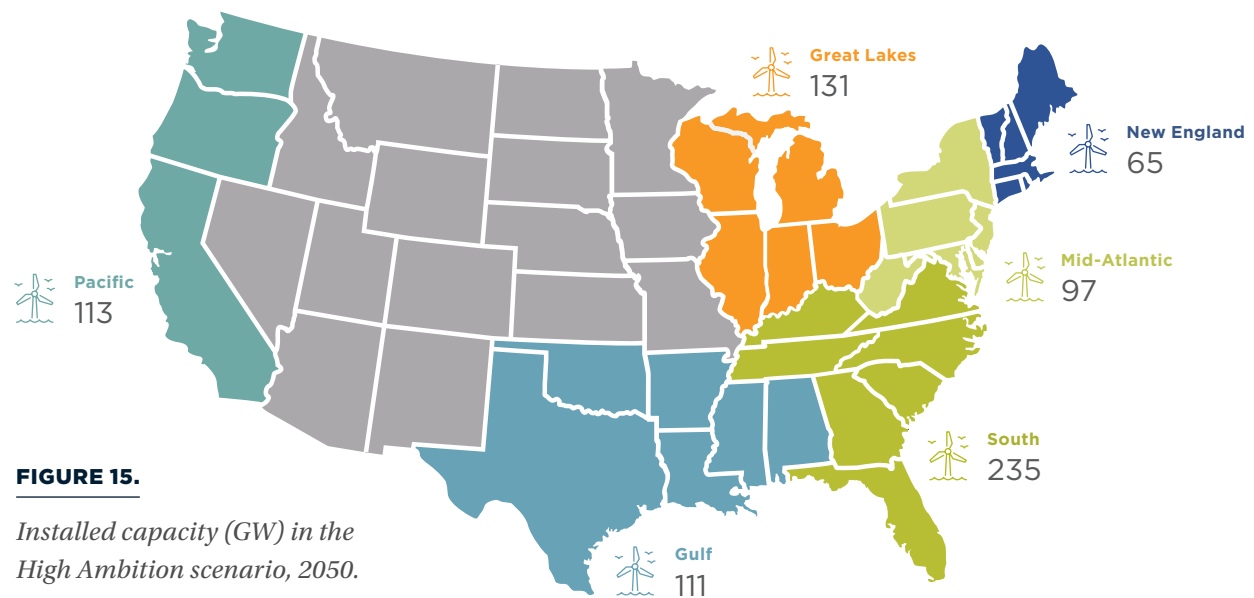 Great Lakes
131
New England
65
Mid-Atlantic
97
Pacific
113
South
235
Gulf
111
FIGURE 15.
Installed capacity (GW) in the
High Ambition scenario, 2050.